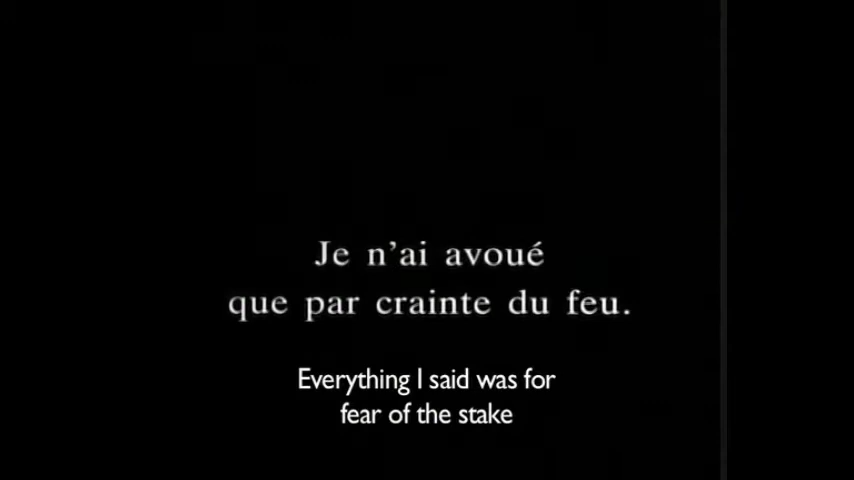 Je n’ai avoué
que par crainte du feu.
Everything I said was for
fear of the stake